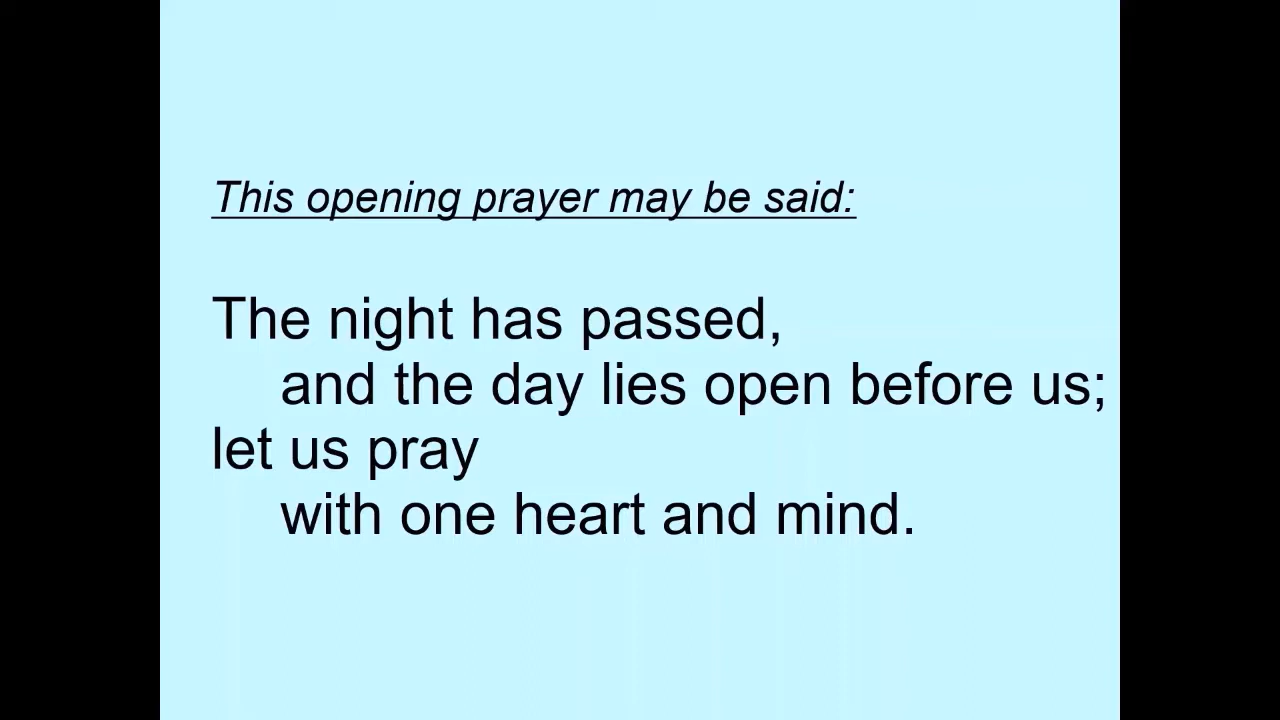 This opening prayer may be said:
The night has passed,
and the day lies open before us;
let us pray
with one heart and mind.